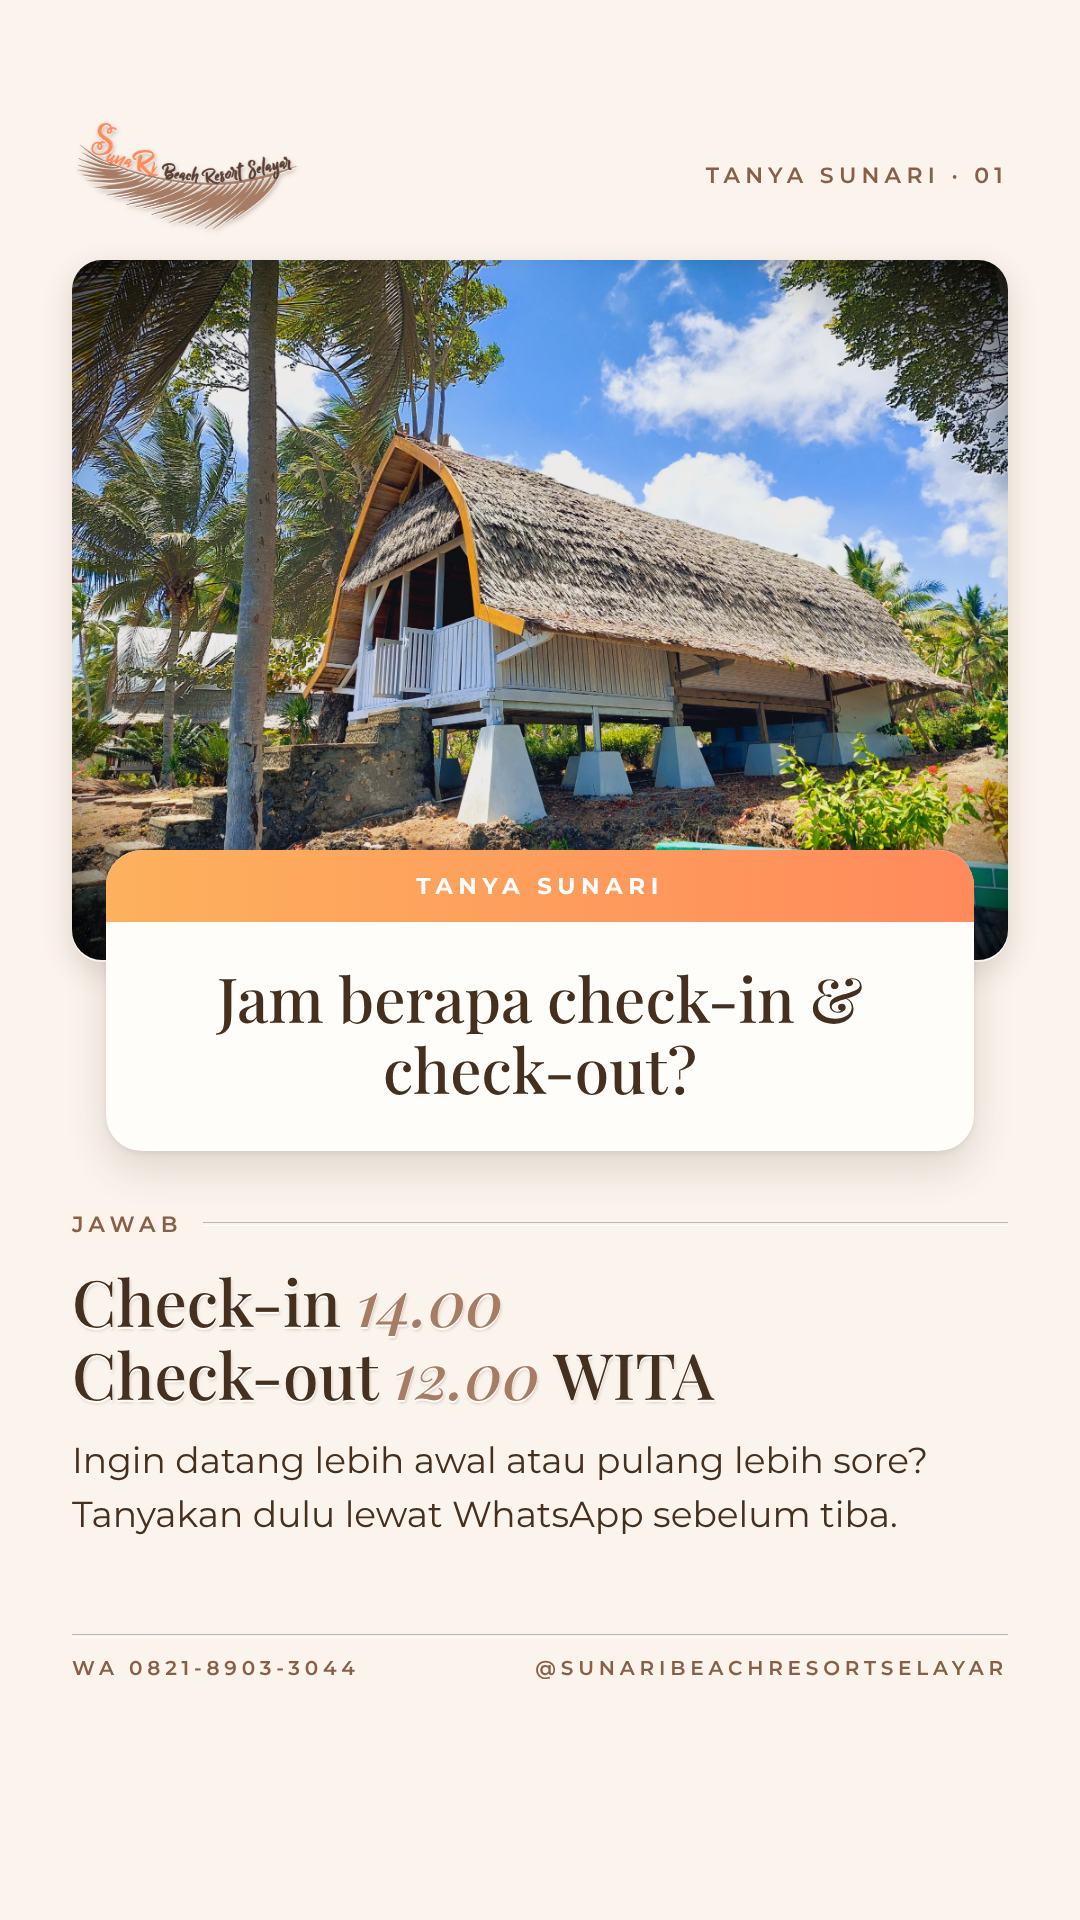 SunaRi Beach Resort Selayar
TANYA SUNARI · 01
TANYA SUNARI
Jam berapa check-in &
check-out?
JAWAB
Check-in 14.00
Check-out 12.00 WITA
Ingin datang lebih awal atau pulang lebih sore?
Tanyakan dulu lewat WhatsApp sebelum tiba.
WA 0821-8903-3044
@SUNARIBEACHRESORTSELAYAR